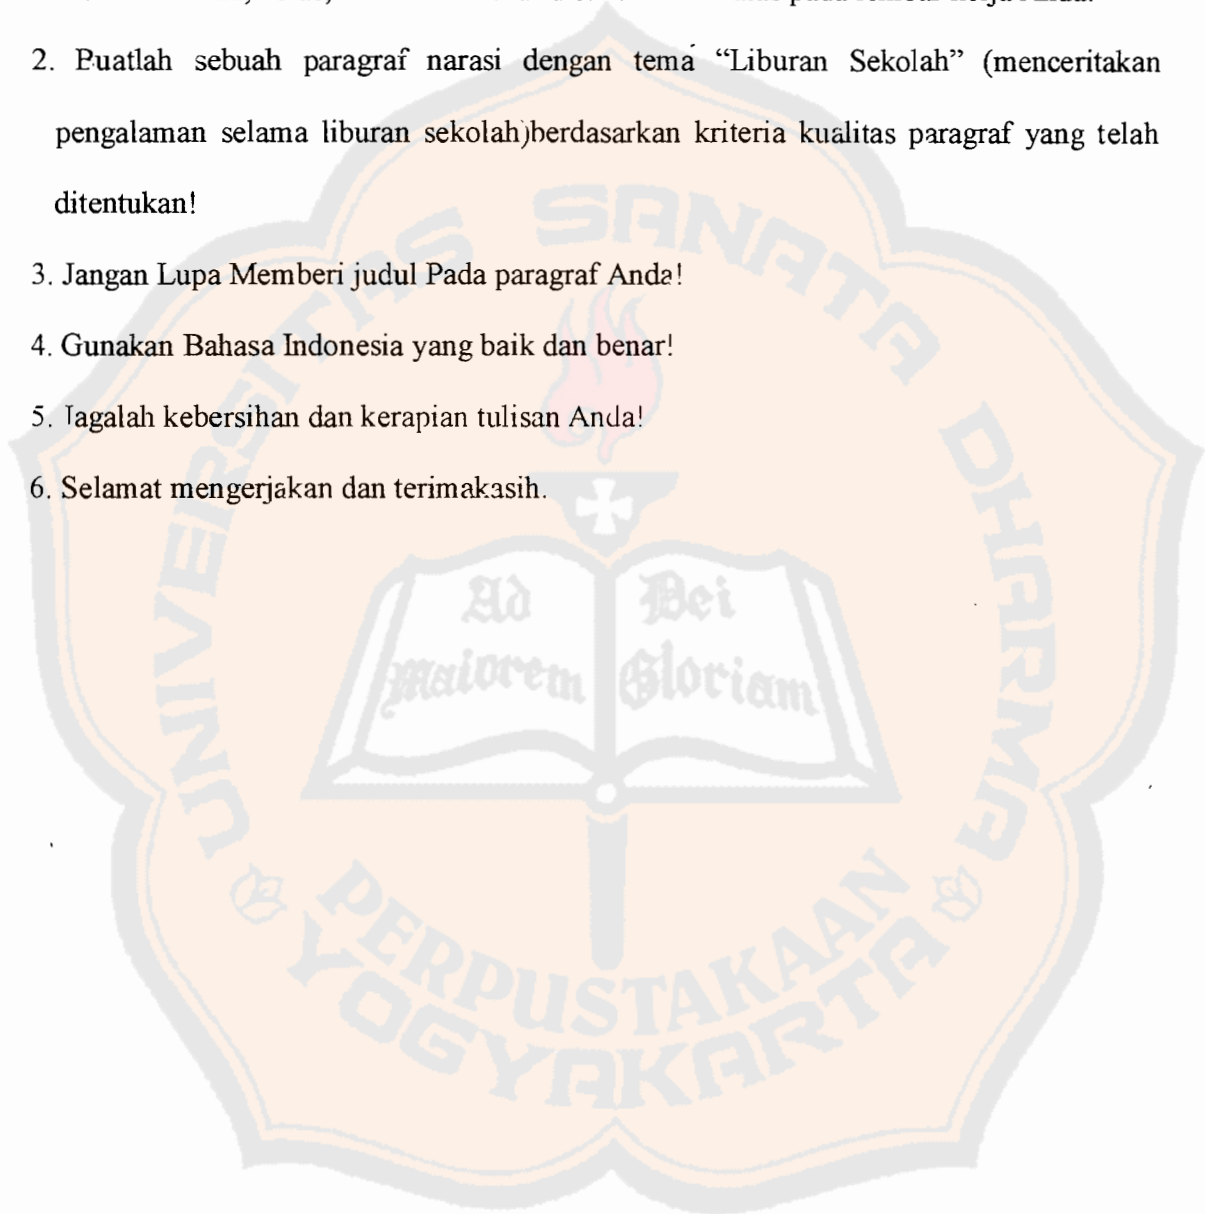 pada
2. Buatlah sebuah paragraf narasi dengan tema “Liburan Sekolah” (menceritakan
pengalaman selama liburan sekolah)berdasarkan kriteria kualitas paragraf yang telah
ditentukan!
3. Jangan Lupa Memberi judul Pada paragraf Anda!
4. Gunakan Bahasa Indonesia yang baik dan benar!
5. Jagalah kebersihan dan kerapian tulisan Anda!
6. Selamat mengerjakan dan terimakasih.
UNIVERSITAS SANATA DHARMA
Ad Dei
maiorem Gloriam
PERPUSTAKAAN
YOGYAKARTA